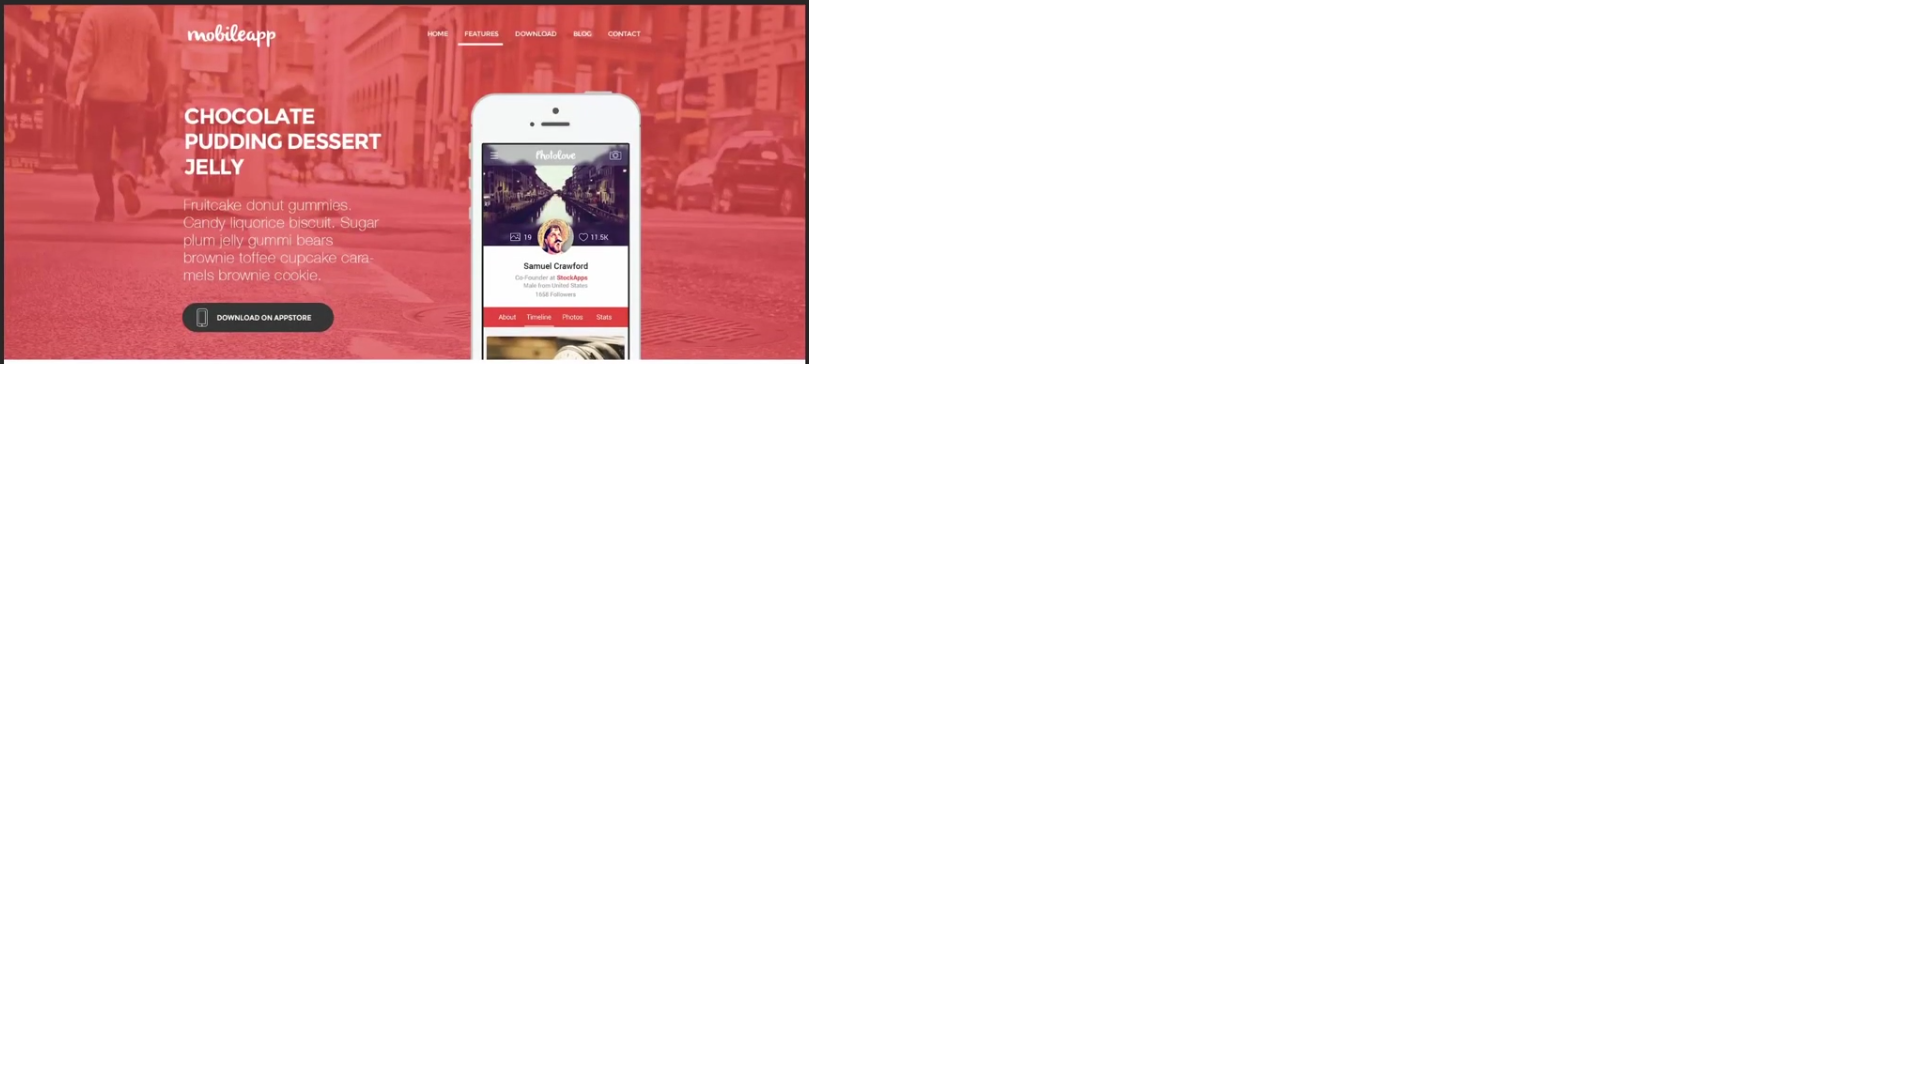 mobileapp
HOME FEATURES DOWNLOAD BLOG CONTACT
CHOCOLATE
PUDDING DESSERT
JELLY
Fruitcake donut gummies.
Candy liquorice biscuit. Sugar
plum jelly gummi bears
brownie toffee cupcake cara-
mels brownie cookie.
DOWNLOAD ON APPSTORE
Photolove
19 11.5K
Samuel Crawford
Co-Founder at StockApps
Male from United States
1658 Followers
About Timeline Photos Stats